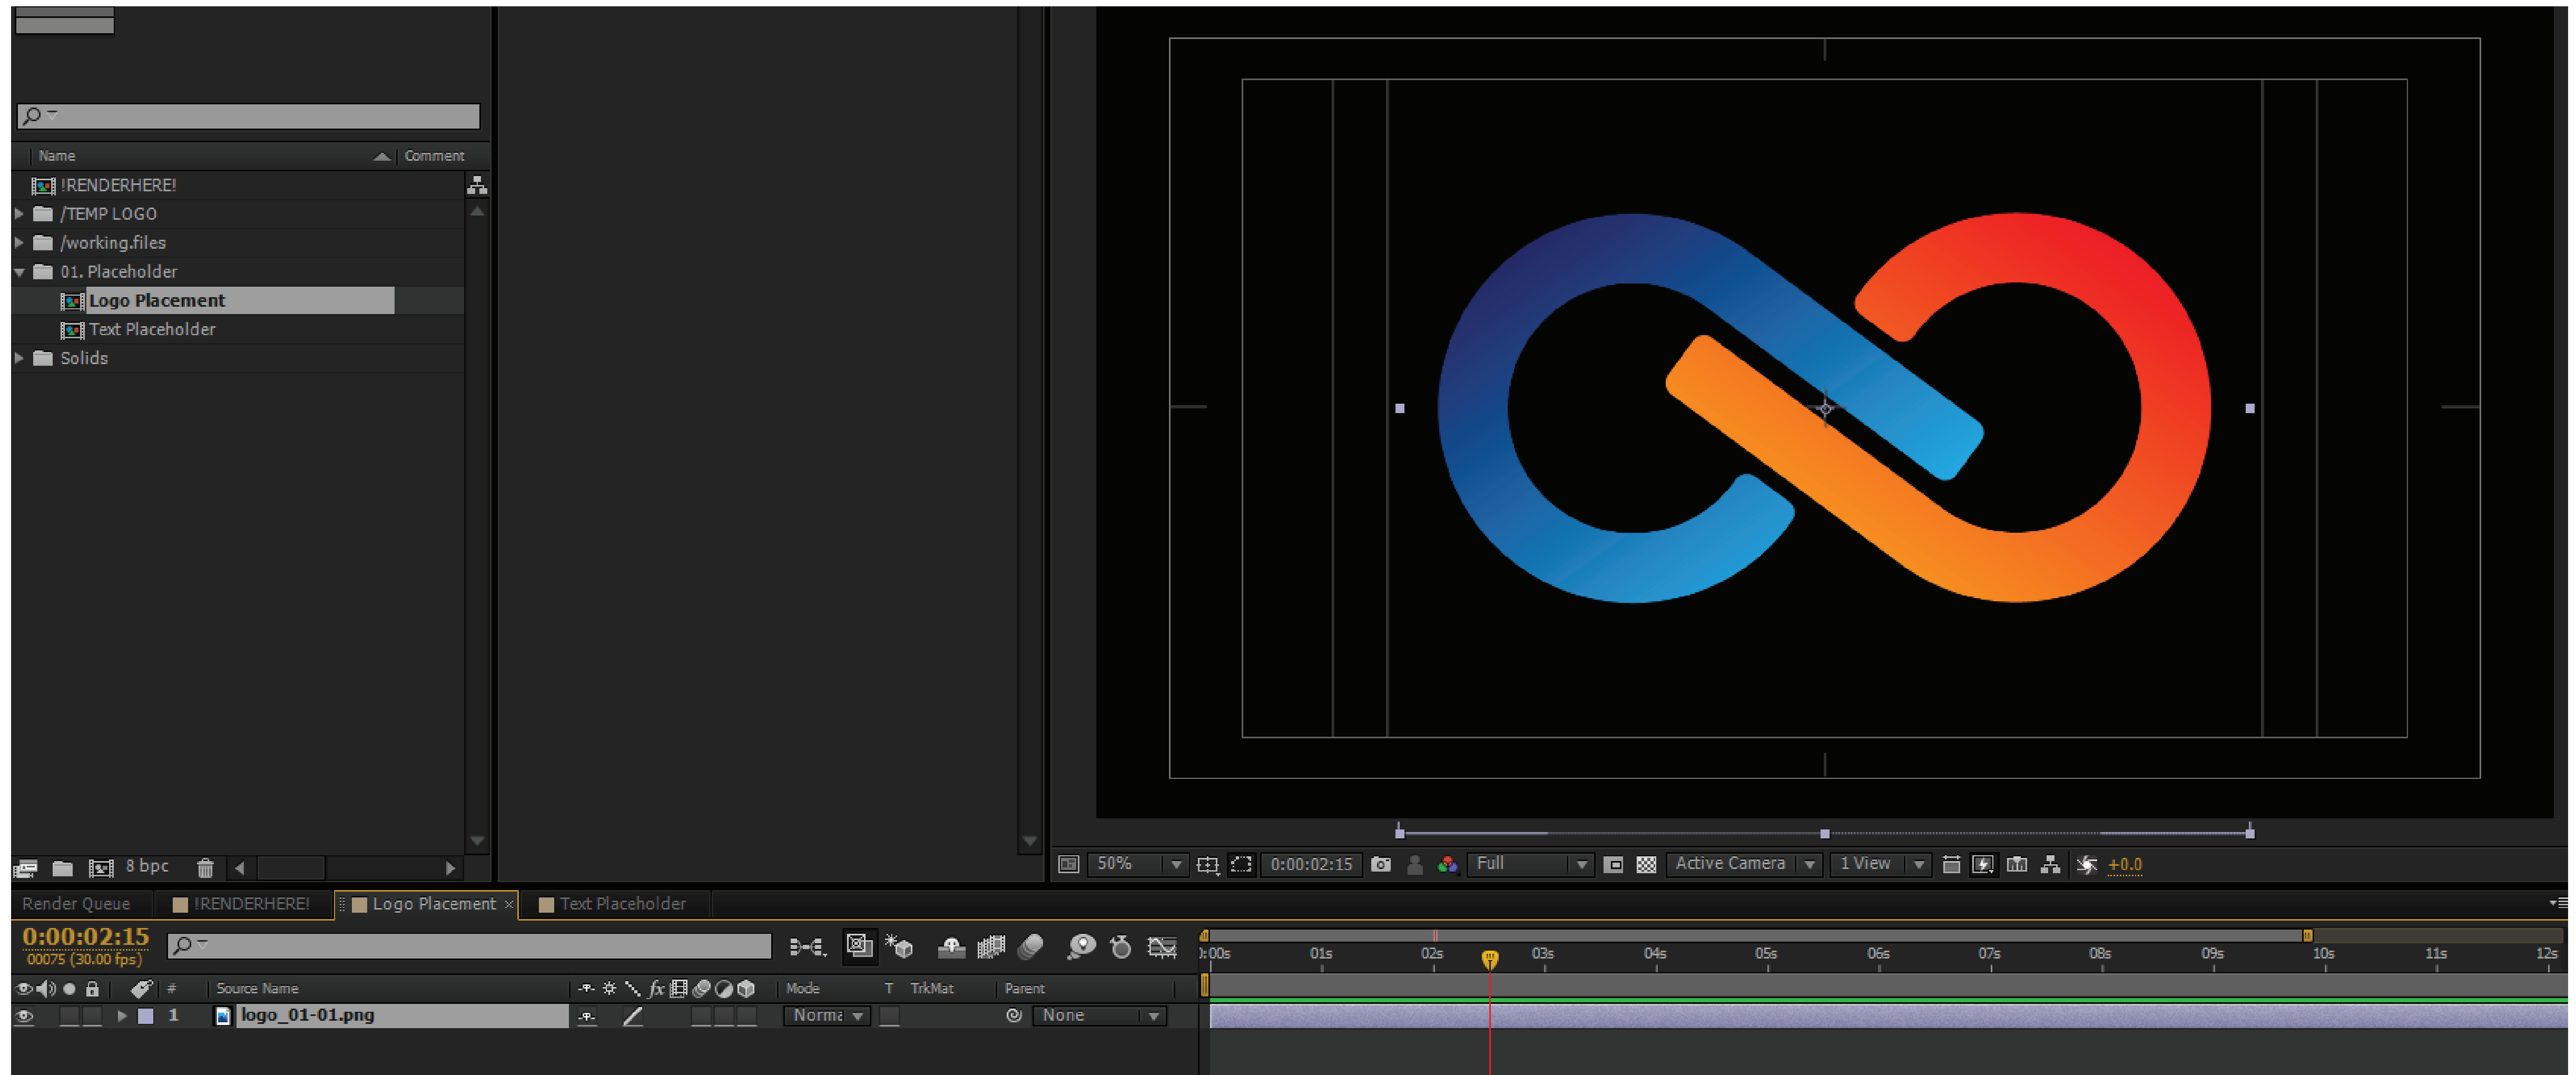 Name Comment
!RENDERHERE!
/TEMP LOGO
/working.files
01. Placeholder
Logo Placement
Text Placeholder
Solids
8 bpc
50% 0:00:02:15 Full Active Camera 1 View +0.0
Render Queue !RENDERHERE! Logo Placement × Text Placeholder
0:00:02:15
00075 (30.00 fps)
):00s 01s 02s 03s 04s 05s 06s 07s 08s 09s 10s 11s 12s
# Source Name fx Mode T TrkMat Parent
1 logo_01-01.png Norma None